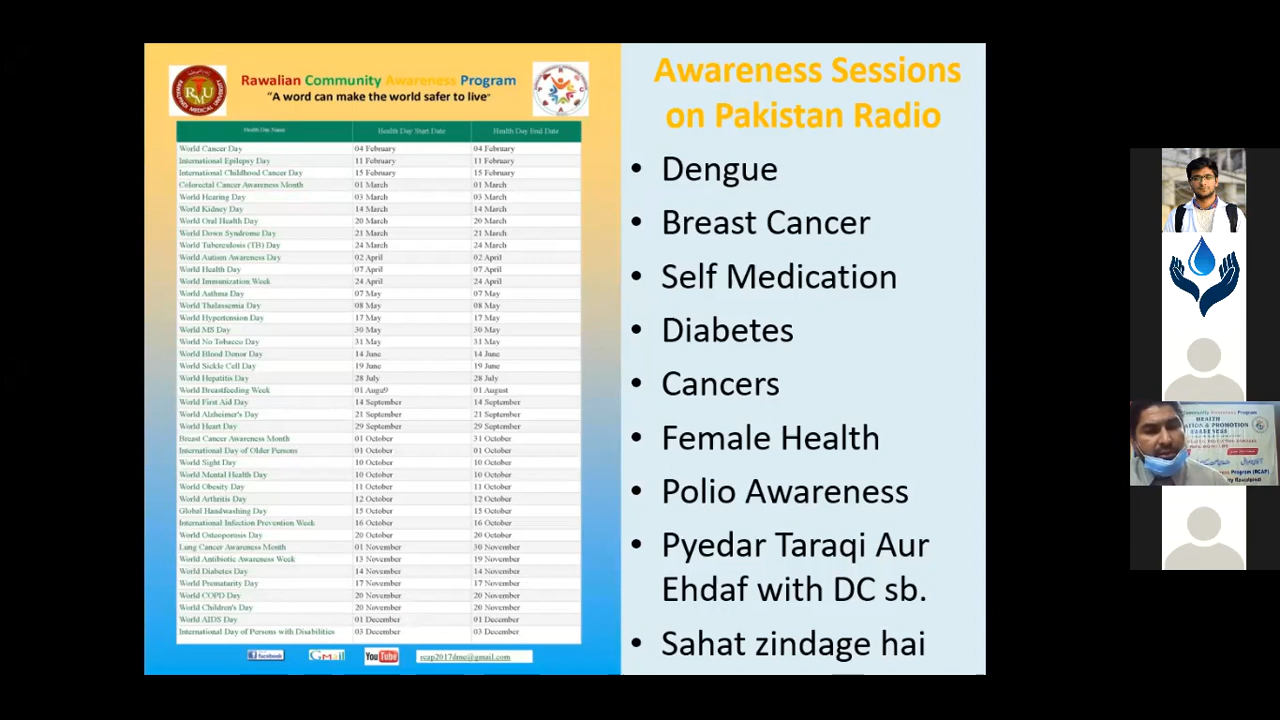 Rawalian Community Awareness Program
"A word can make the world safer to live"
Health Day Name Health Day Start Date Health Day End Date
World Cancer Day 04 February 04 February
International Epilepsy Day 11 February 11 February
International Childhood Cancer Day 15 February 15 February
Colorectal Cancer Awareness Month 01 March 01 March
World Hearing Day 03 March 03 March
World Kidney Day 14 March 14 March
World Oral Health Day 20 March 20 March
World Down Syndrome Day 21 March 21 March
World Tuberculosis (TB) Day 24 March 24 March
World Autism Awareness Day 02 April 02 April
World Health Day 07 April 07 April
World Immunization Week 24 April 24 April
World Asthma Day 07 May 07 May
World Thalassemia Day 08 May 08 May
World Hypertension Day 17 May 17 May
World MS Day 30 May 30 May
World No Tobacco Day 31 May 31 May
World Blood Donor Day 14 June 14 June
World Sickle Cell Day 19 June 19 June
World Hepatitis Day 28 July 28 July
World Breastfeeding Week 01 Augu9 01 August
World First Aid Day 14 September 14 September
World Alzheimer's Day 21 September 21 September
World Heart Day 29 September 29 September
Breast Cancer Awareness Month 01 October 31 October
International Day of Older Persons 01 October 01 October
World Sight Day 10 October 10 October
World Mental Health Day 10 October 10 October
World Obesity Day 11 October 11 October
World Arthritis Day 12 October 12 October
Global Handwashing Day 15 October 15 October
International Infection Prevention Week 16 October 16 October
World Osteoporosis Day 20 October 20 October
Lung Cancer Awareness Month 01 November 30 November
World Antibiotic Awareness Week 13 November 19 November
World Diabetes Day 14 November 14 November
World Prematurity Day 17 November 17 November
World COPD Day 20 November 20 November
World Children's Day 20 November 20 November
World AIDS Day 01 December 01 December
International Day of Persons with Disabilities 03 December 03 December
facebook Gmail YouTube rcap2017dme@gmail.com
Awareness Sessions
on Pakistan Radio
• Dengue
• Breast Cancer
• Self Medication
• Diabetes
• Cancers
• Female Health
• Polio Awareness
• Pyedar Taraqi Aur
Ehdaf with DC sb.
• Sahat zindage hai
RMU
Community Awareness Program
HEALTH